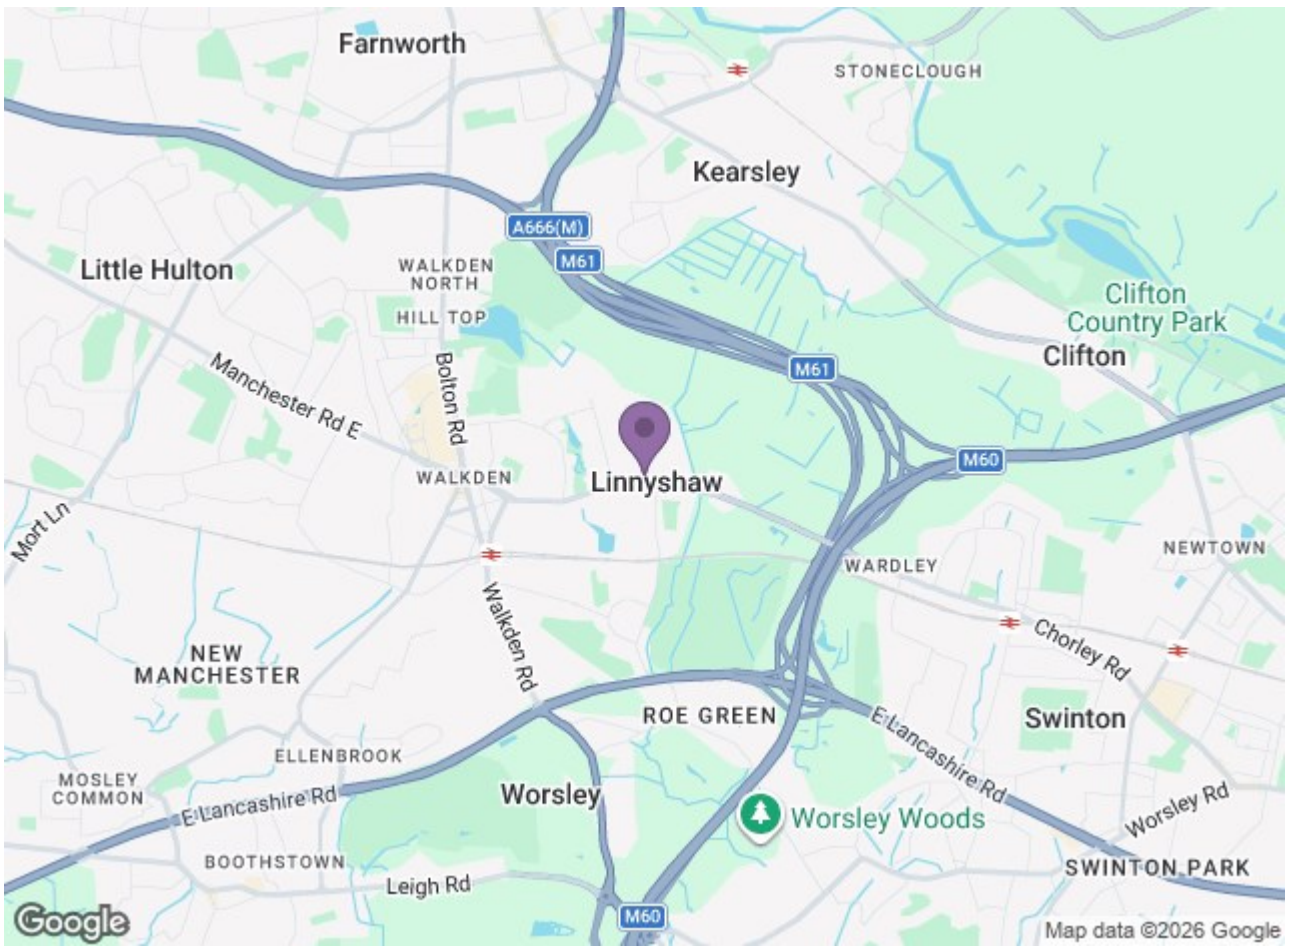 Farnworth
STONECLOUGH
Kearsley
A666(M)
M61
Little Hulton
WALKDEN
NORTH
HILL TOP
Clifton
Country Park
Clifton
M61
Manchester Rd E
Bolton Rd
M60
WALKDEN
Linnyshaw
Mort Ln
NEWTOWN
WARDLEY
Walkden Rd
Chorley Rd
NEW
MANCHESTER
ROE GREEN
E Lancashire Rd
Swinton
ELLENBROOK
MOSLEY
COMMON
E Lancashire Rd
Worsley
Worsley Woods
Worsley Rd
BOOTHSTOWN
Leigh Rd
SWINTON PARK
M60
Google
Map data ©2026 Google